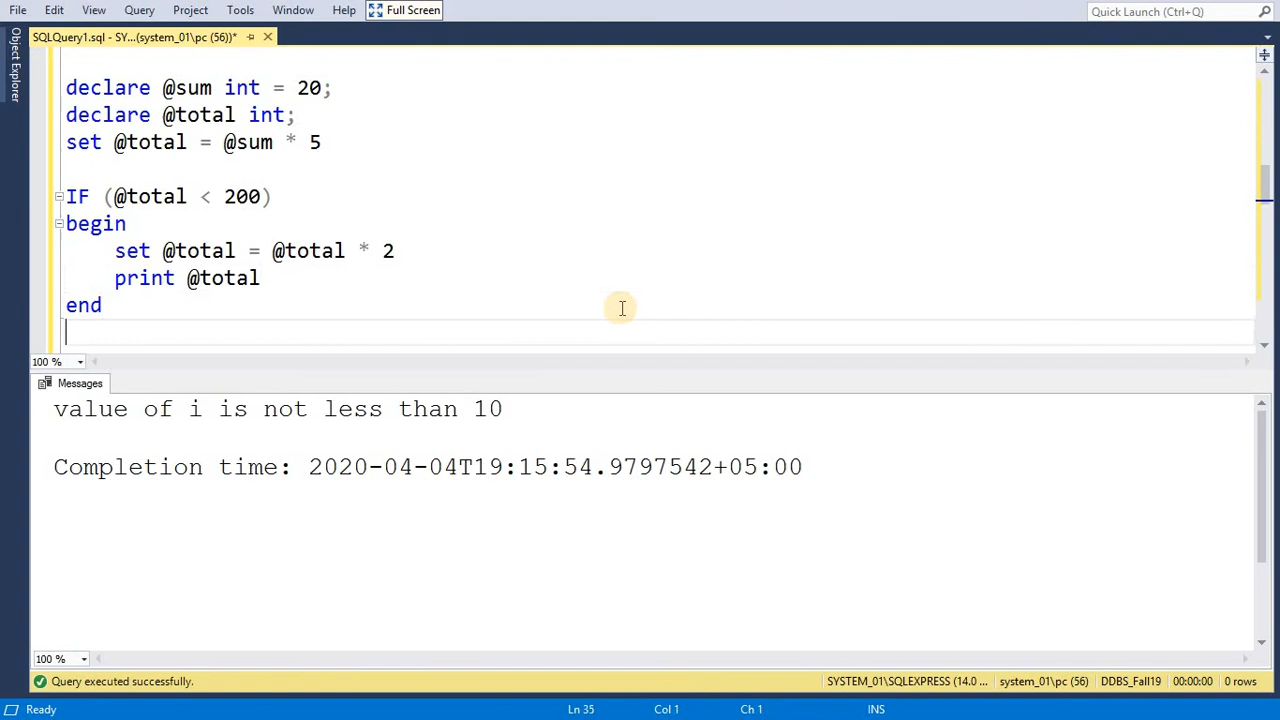 File Edit View Query Project Tools Window Help Full Screen Quick Launch (Ctrl+Q)
Object Explorer
SQLQuery1.sql - SY...(system_01\pc (56))*
declare @sum int = 20;
declare @total int;
set @total = @sum * 5
IF (@total < 200)
begin
set @total = @total * 2
print @total
end
100 %
Messages
value of i is not less than 10
Completion time: 2020-04-04T19:15:54.9797542+05:00
100 %
Query executed successfully. SYSTEM_01\SQLEXPRESS (14.0 ... system_01\pc (56) DDBS_Fall19 00:00:00 0 rows
Ready Ln 35 Col 1 Ch 1 INS